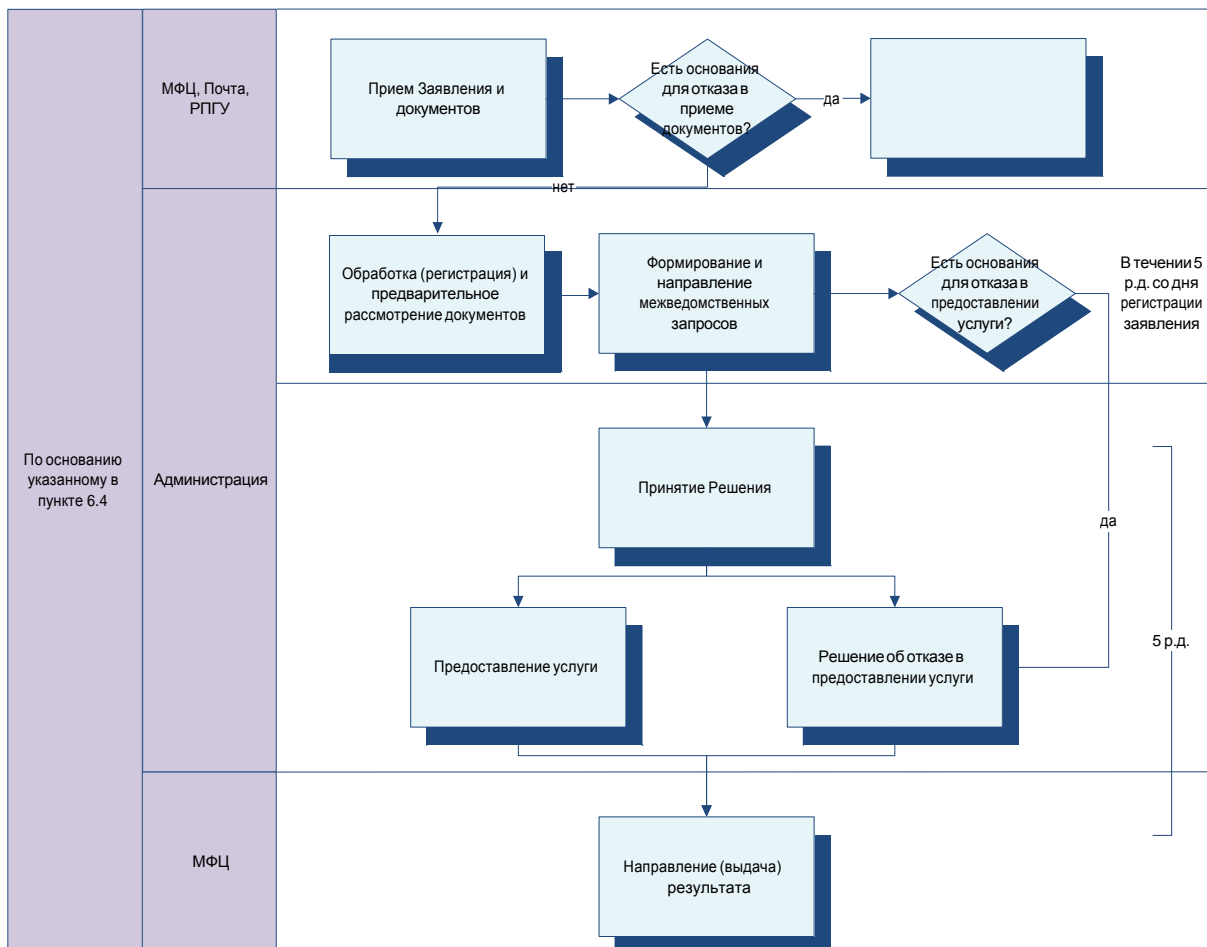 МФЦ, Почта,
РПГУ
Прием Заявления и
документов
Есть основания
для отказа в
приеме
документов?
да
нет
Обработка (регистрация) и
предварительное
рассмотрение документов
Формирование и
направление
межведомственных
запросов
Есть основания
для отказа в
предоставлении
услуги?
В течении 5
р.д. со дня
регистрации
заявления
По основанию
указанному в
пункте 6.4
Администрация
Принятие Решения
да
Предоставление услуги
Решение об отказе в
предоставлении услуги
5 р.д.
МФЦ
Направление (выдача)
результата